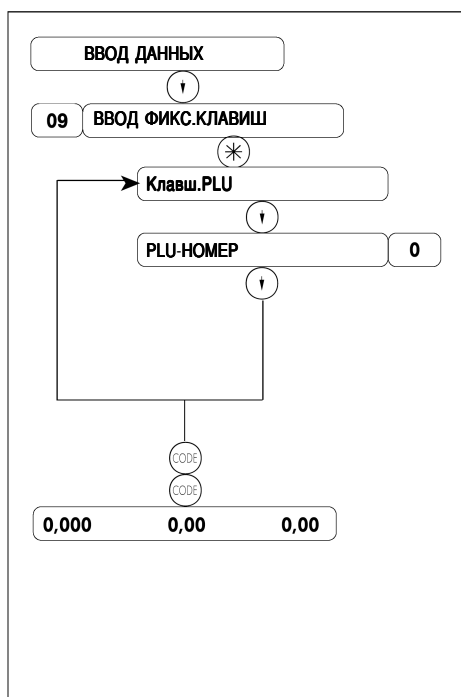 ВВОД ДАННЫХ
09 ВВОД ФИКС.КЛАВИШ
Клавш.PLU
PLU-НОМЕР 0
CODE
CODE
0,000 0,00 0,00